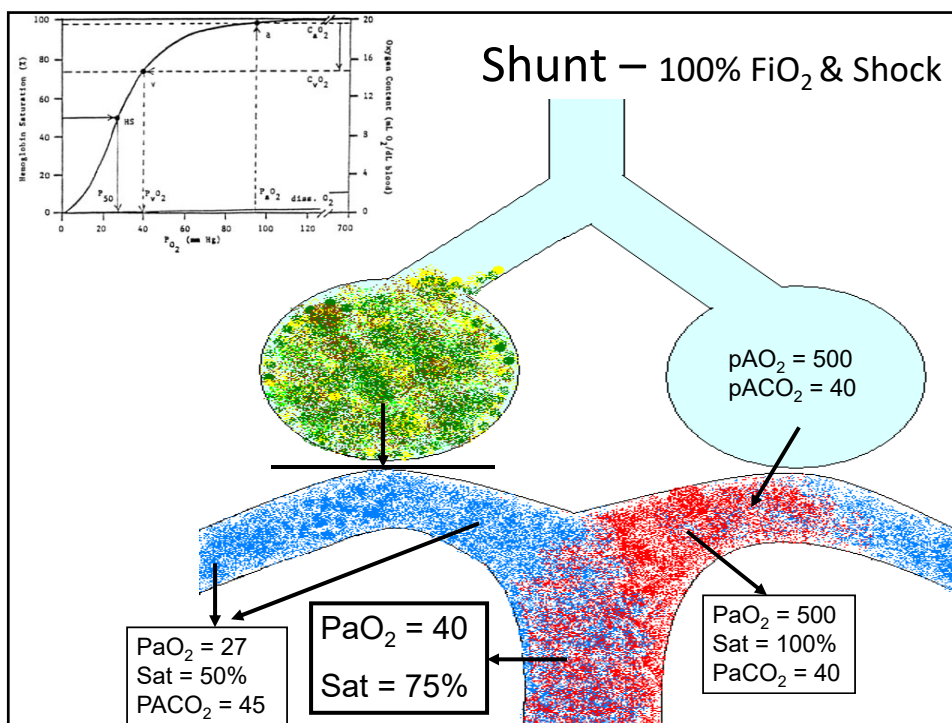 Shunt – 100% FiO₂ & Shock
100
80
60
40
20
0
Hemoglobin Saturation (%)
20
16
12
8
4
0
Oxygen Content (mL O₂/dL blood)
a
CₐO₂
v
CᵥO₂
HS
P₅₀
PᵥO₂
PₐO₂
diss. O₂
0 20 40 60 80 100 700
P_O₂ (mm Hg)
pAO₂ = 500
pACO₂ = 40
PaO₂ = 27
Sat = 50%
PACO₂ = 45
PaO₂ = 40
Sat = 75%
PaO₂ = 500
Sat = 100%
PaCO₂ = 40